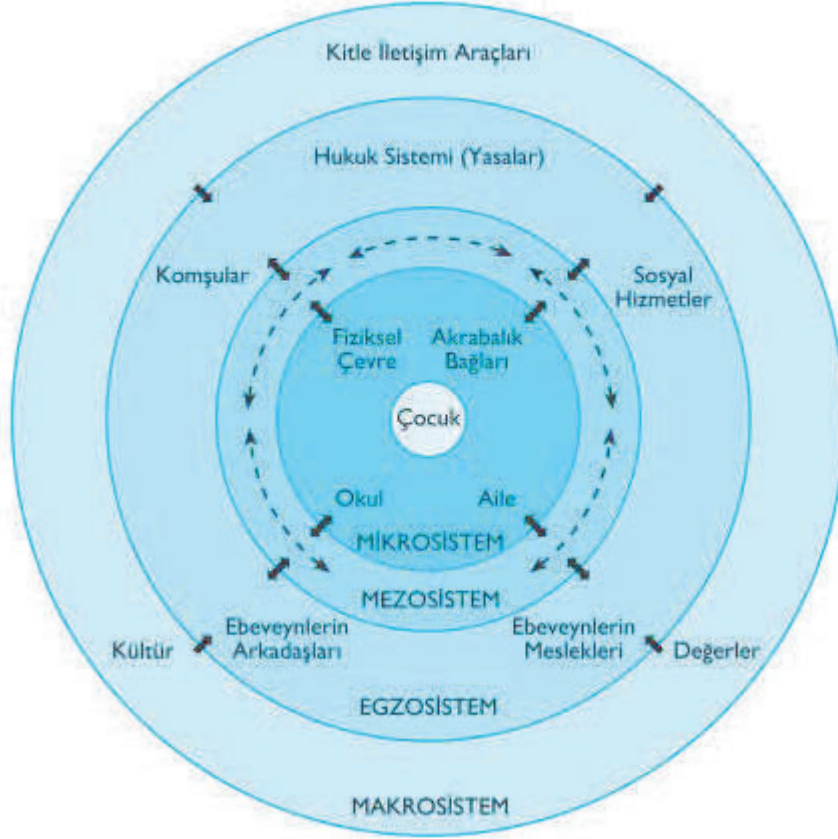 Kitle İletişim Araçları
Hukuk Sistemi (Yasalar)
Komşular
Sosyal
Hizmetler
Fiziksel
Çevre
Akrabalık
Bağları
Çocuk
Okul
Aile
MİKROSİSTEM
MEZOSİSTEM
Kültür
Ebeveynlerin
Arkadaşları
Ebeveynlerin
Meslekleri
Değerler
EGZOSİSTEM
MAKROSİSTEM